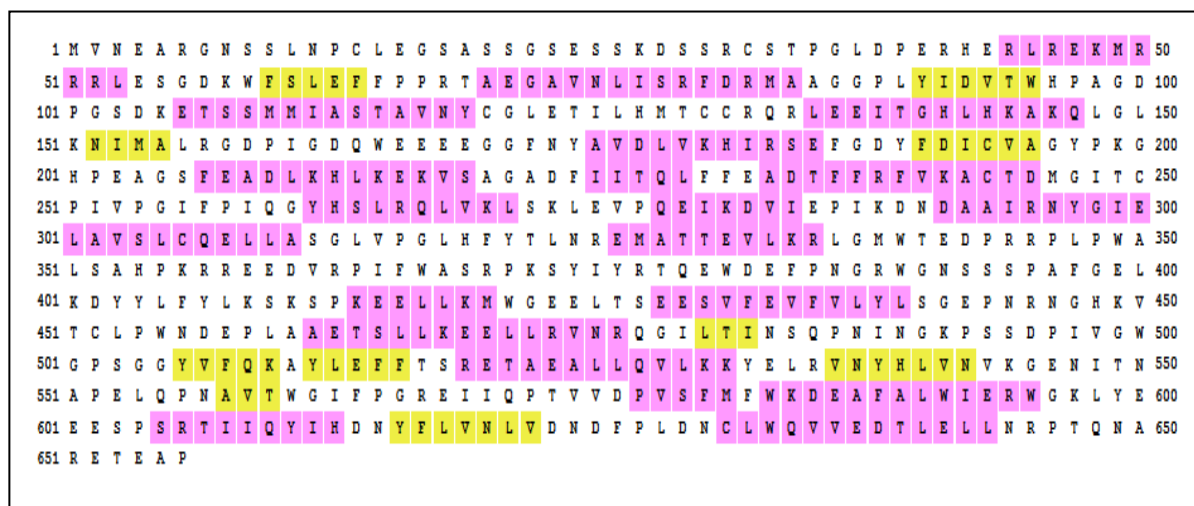 1 M V N E A R G N S S L N P C L E G S A S S G S E S S K D S S R C S T P G L D P E R H E R L R E K M R 50
51 R R L E S G D K W F S L E F F P P R T A E G A V N L I S R F D R M A A G G P L Y I D V T W H P A G D 100
101 P G S D K E T S S M M I A S T A V N Y C G L E T I L H M T C C R Q R L E E I T G H L H K A K Q L G L 150
151 K N I M A L R G D P I G D Q W E E E E G G F N Y A V D L V K H I R S E F G D Y F D I C V A G Y P K G 200
201 H P E A G S F E A D L K H L K E K V S A G A D F I I T Q L F F E A D T F F R F V K A C T D M G I T C 250
251 P I V P G I F P I Q G Y H S L R Q L V K L S K L E V P Q E I K D V I E P I K D N D A A I R N Y G I E 300
301 L A V S L C Q E L L A S G L V P G L H F Y T L N R E M A T T E V L K R L G M W T E D P R R P L P W A 350
351 L S A H P K R R E E D V R P I F W A S R P K S Y I Y R T Q E W D E F P N G R W G N S S S P A F G E L 400
401 K D Y Y L F Y L K S K S P K E E L L K M W G E E L T S E E S V F E V F V L Y L S G E P N R N G H K V 450
451 T C L P W N D E P L A A E T S L L K E E L L R V N R Q G I L T I N S Q P N I N G K P S S D P I V G W 500
501 G P S G G Y V F Q K A Y L E F F T S R E T A E A L L Q V L K K Y E L R V N Y H L V N V K G E N I T N 550
551 A P E L Q P N A V T W G I F P G R E I I Q P T V V D P V S F M F W K D E A F A L W I E R W G K L Y E 600
601 E E S P S R T I I Q Y I H D N Y F L V N L V D N D F P L D N C L W Q V V E D T L E L L N R P T Q N A 650
651 R E T E A P